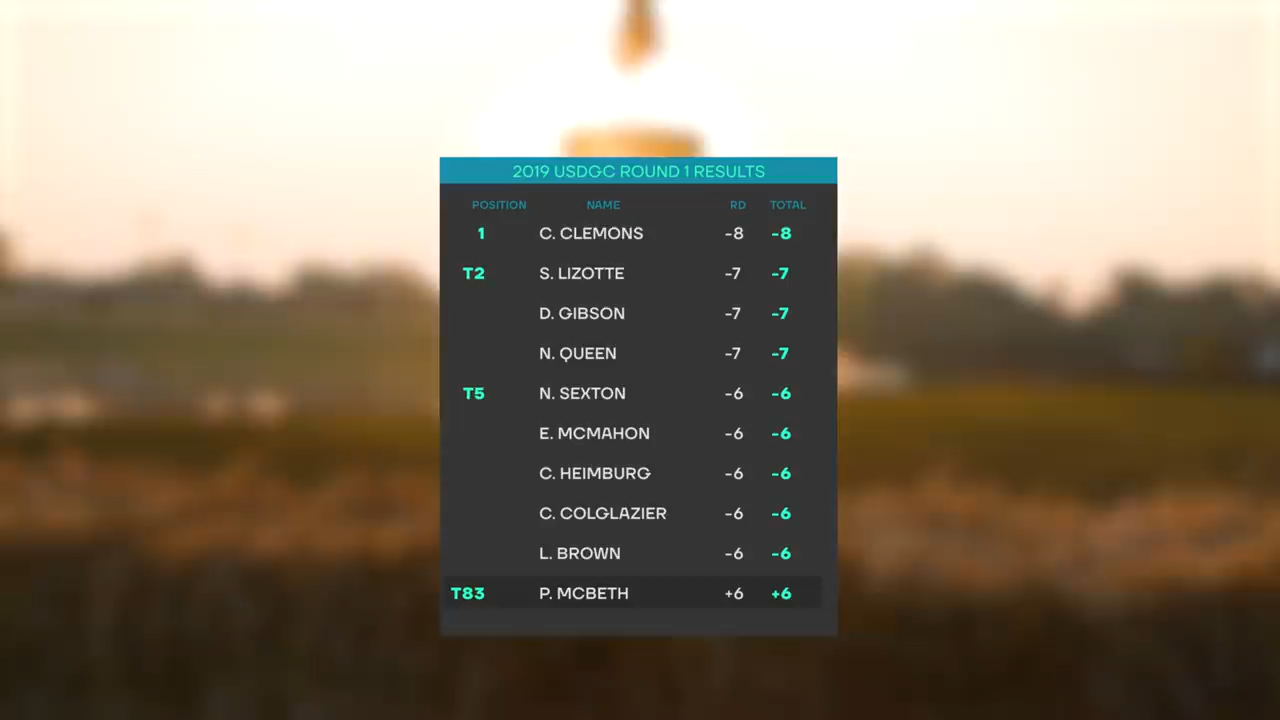 2019 USDGC ROUND 1 RESULTS
POSITION NAME RD TOTAL
1 C. CLEMONS -8 -8
T2 S. LIZOTTE -7 -7
D. GIBSON -7 -7
N. QUEEN -7 -7
T5 N. SEXTON -6 -6
E. MCMAHON -6 -6
C. HEIMBURG -6 -6
C. COLGLAZIER -6 -6
L. BROWN -6 -6
T83 P. MCBETH +6 +6